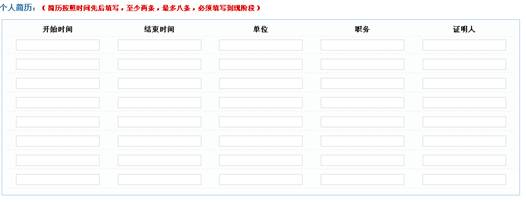 个人简历：（简历按照时间先后填写，至少两条，最多八条，必须填写到现阶段）
开始时间 结束时间 单位 职务 证明人